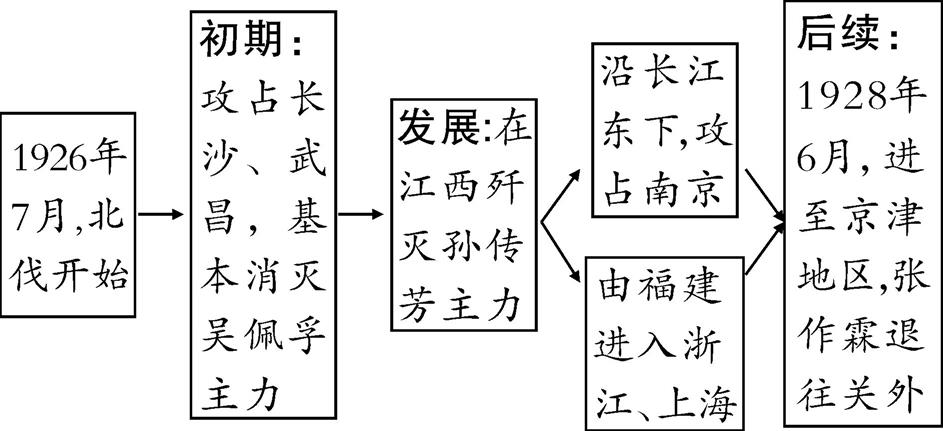 1926年
7月,北
伐开始
初期:
攻占长
沙、武
昌，基
本消灭
吴佩孚
主力
发展:在
江西歼
灭孙传
芳主力
沿长江
东下,攻
占南京
由福建
进入浙
江、上海
后续:
1928年
6月,进
至京津
地区,张
作霖退
往关外